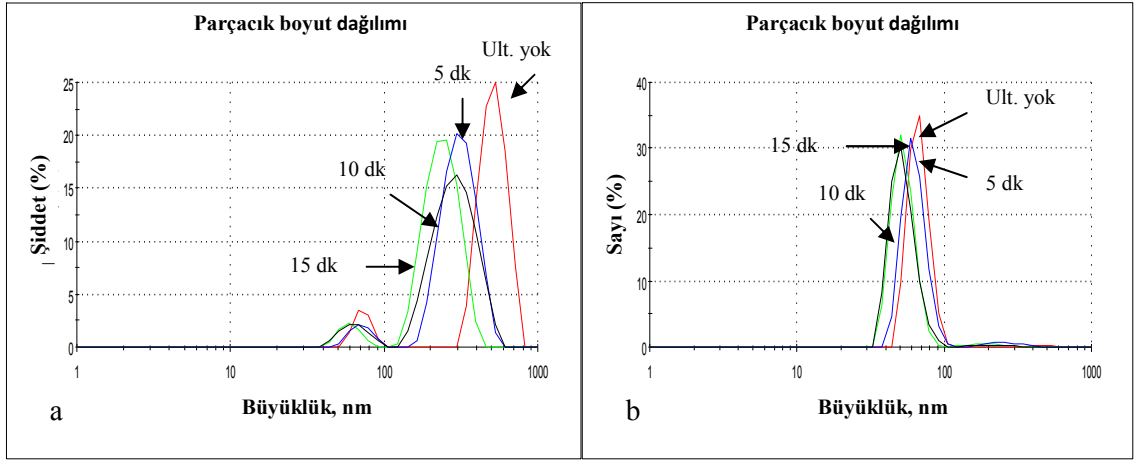 Parçacık boyut dağılımı
Ult. yok
5 dk
10 dk
15 dk
Şiddet (%)
25
20
15
10
5
0
1
10
100
1000
a
Büyüklük, nm
Parçacık boyut dağılımı
Ult. yok
15 dk
5 dk
10 dk
Sayı (%)
40
30
20
10
0
1
10
100
1000
b
Büyüklük, nm